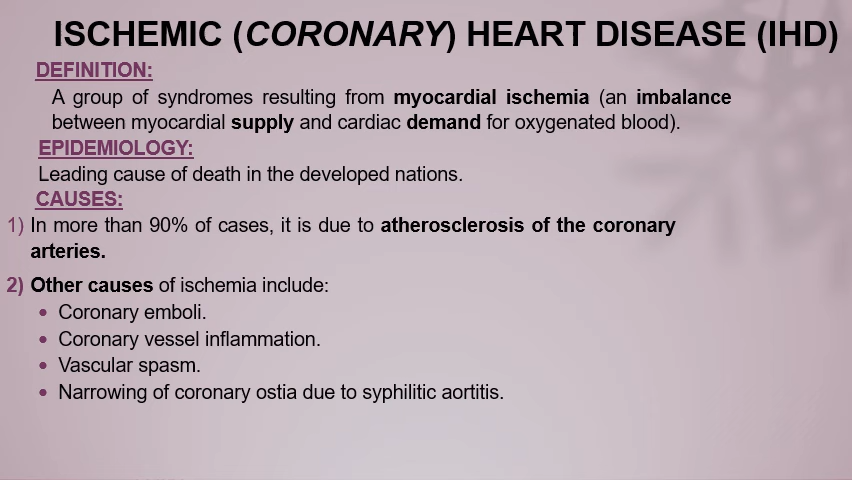 ISCHEMIC (CORONARY) HEART DISEASE (IHD)
DEFINITION:
A group of syndromes resulting from myocardial ischemia (an imbalance
between myocardial supply and cardiac demand for oxygenated blood).
EPIDEMIOLOGY:
Leading cause of death in the developed nations.
CAUSES:
1) In more than 90% of cases, it is due to atherosclerosis of the coronary
arteries.
2) Other causes of ischemia include:
• Coronary emboli.
• Coronary vessel inflammation.
• Vascular spasm.
• Narrowing of coronary ostia due to syphilitic aortitis.